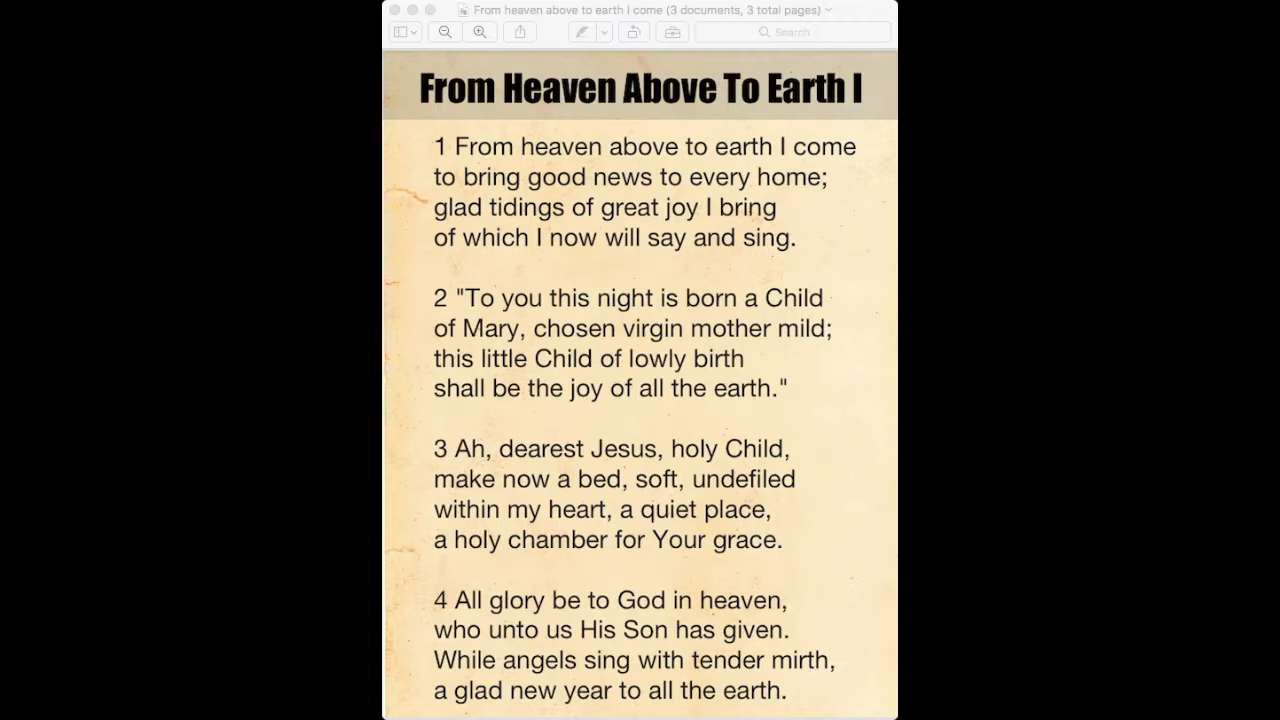 From heaven above to earth I come (3 documents, 3 total pages)
Search
From Heaven Above To Earth I
1 From heaven above to earth I come
to bring good news to every home;
glad tidings of great joy I bring
of which I now will say and sing.
2 "To you this night is born a Child
of Mary, chosen virgin mother mild;
this little Child of lowly birth
shall be the joy of all the earth."
3 Ah, dearest Jesus, holy Child,
make now a bed, soft, undefiled
within my heart, a quiet place,
a holy chamber for Your grace.
4 All glory be to God in heaven,
who unto us His Son has given.
While angels sing with tender mirth,
a glad new year to all the earth.